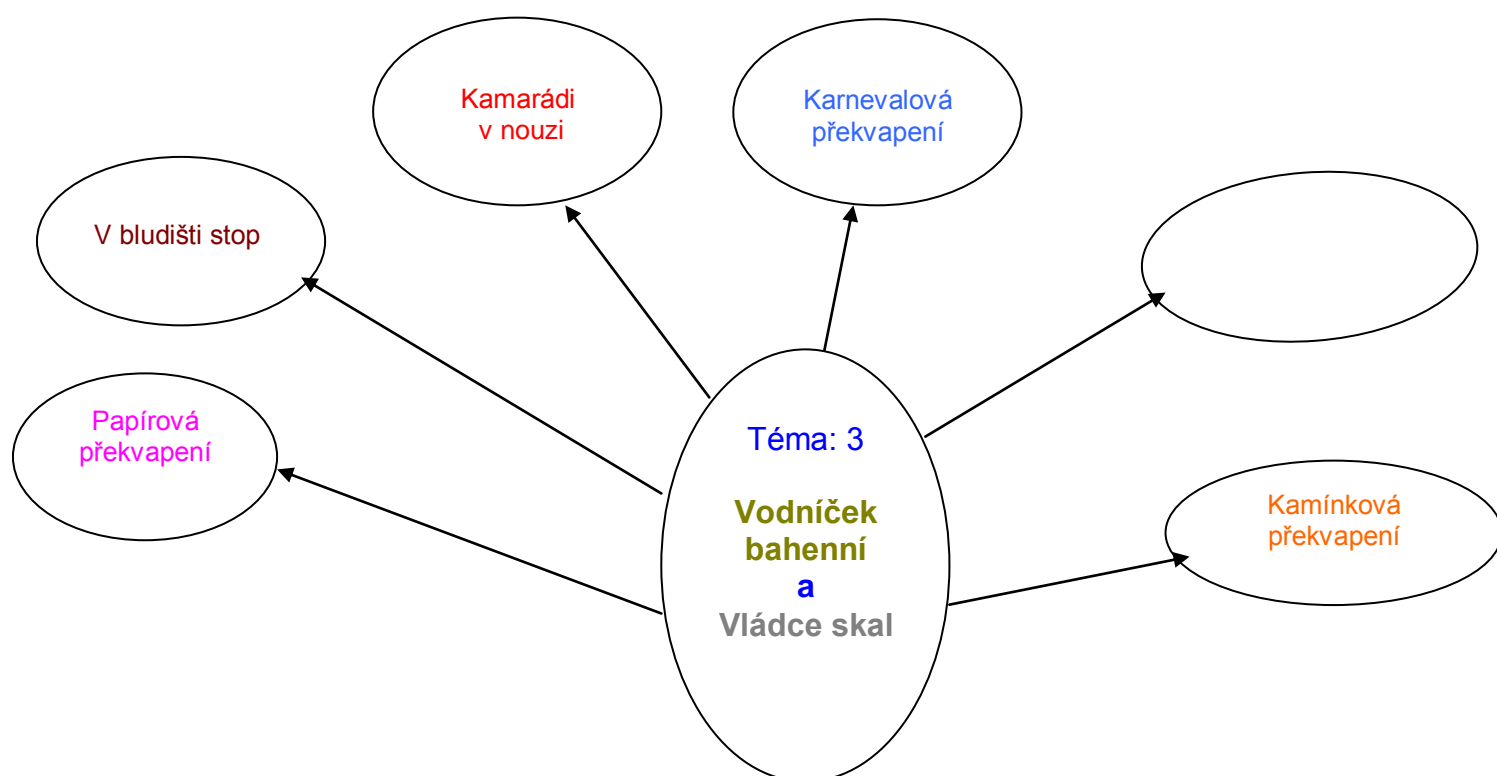 Kamarádi
v nouzi
Karnevalová
překvapení
V bludišti stop
Papírová
překvapení
Téma: 3
Vodníček
bahenní
a
Vládce skal
Kamínková
překvapení